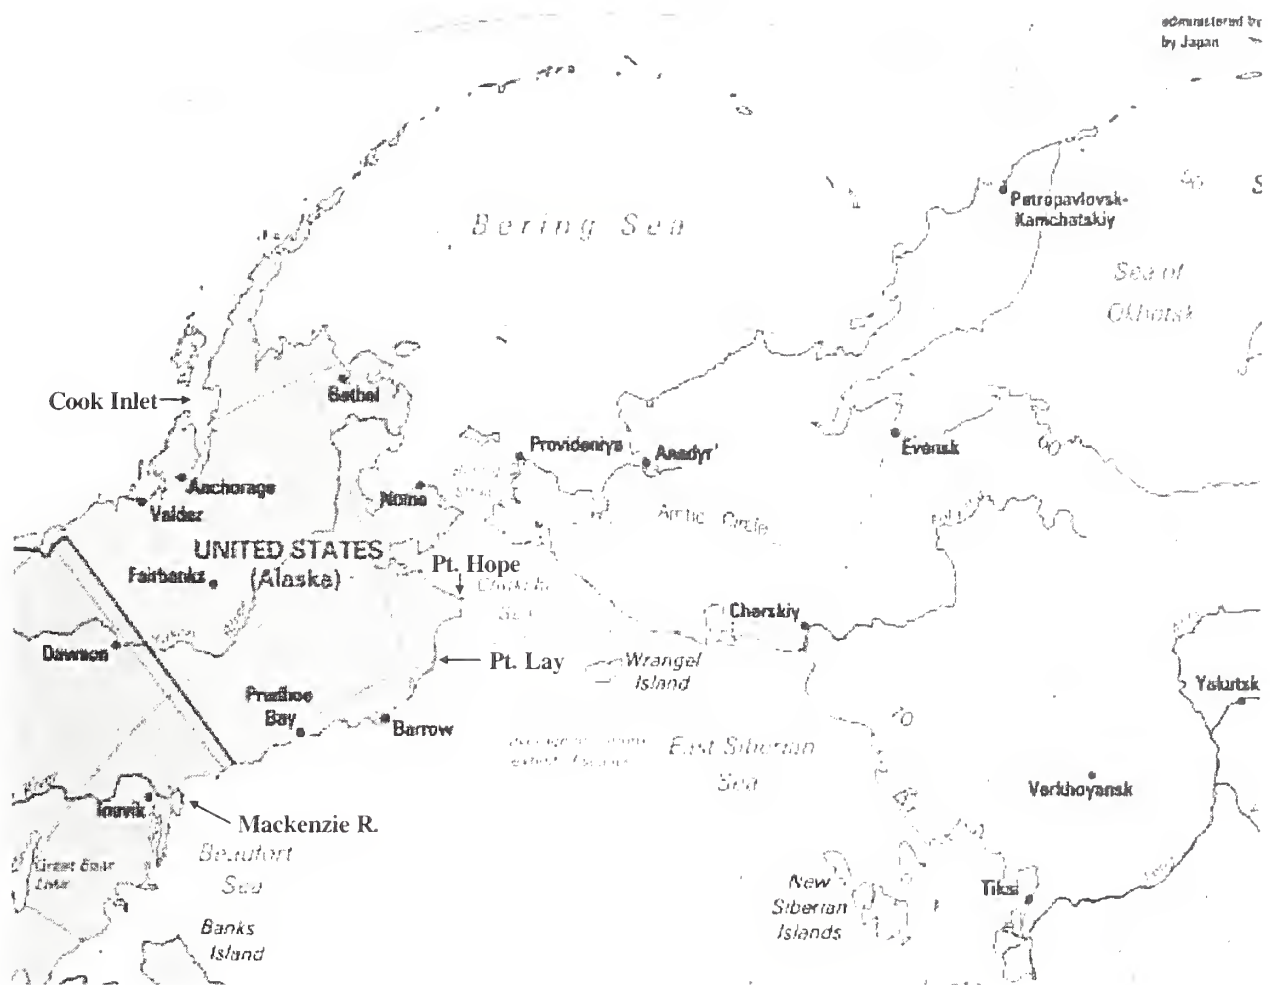 administered by
by Japan
Petropavlovsk-
Kamchatskiy
Bering Sea
Sea of
Okhotsk
S
Cook Inlet
Bethel
Provideniya
Anadyr'
Evensk
Anchorage
Nome
Valdez
Arctic Circle
UNITED STATES
(Alaska)
Pt. Hope
Fairbanks
Chukchi
Sea
Cherskiy
Yukon
Dawson
Pt. Lay
Wrangel
Island
Yakutsk
Prudhoe
Bay
Barrow
East Siberian
Sea
Verkhoyansk
Inuvik
Mackenzie R.
Beaufort
Sea
Great Bear
Lake
New
Siberian
Islands
Tiksi
Banks
Island